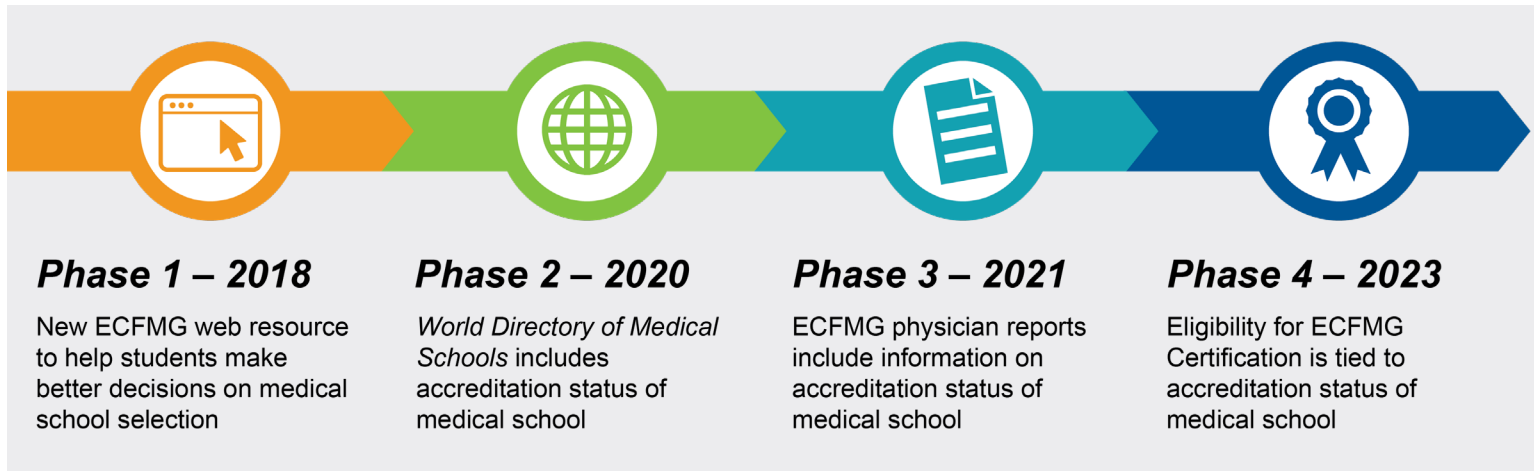 Phase 1 – 2018
New ECFMG web resource
to help students make
better decisions on medical
school selection
Phase 2 – 2020
World Directory of Medical
Schools includes
accreditation status of
medical school
Phase 3 – 2021
ECFMG physician reports
include information on
accreditation status of
medical school
Phase 4 – 2023
Eligibility for ECFMG
Certification is tied to
accreditation status of
medical school